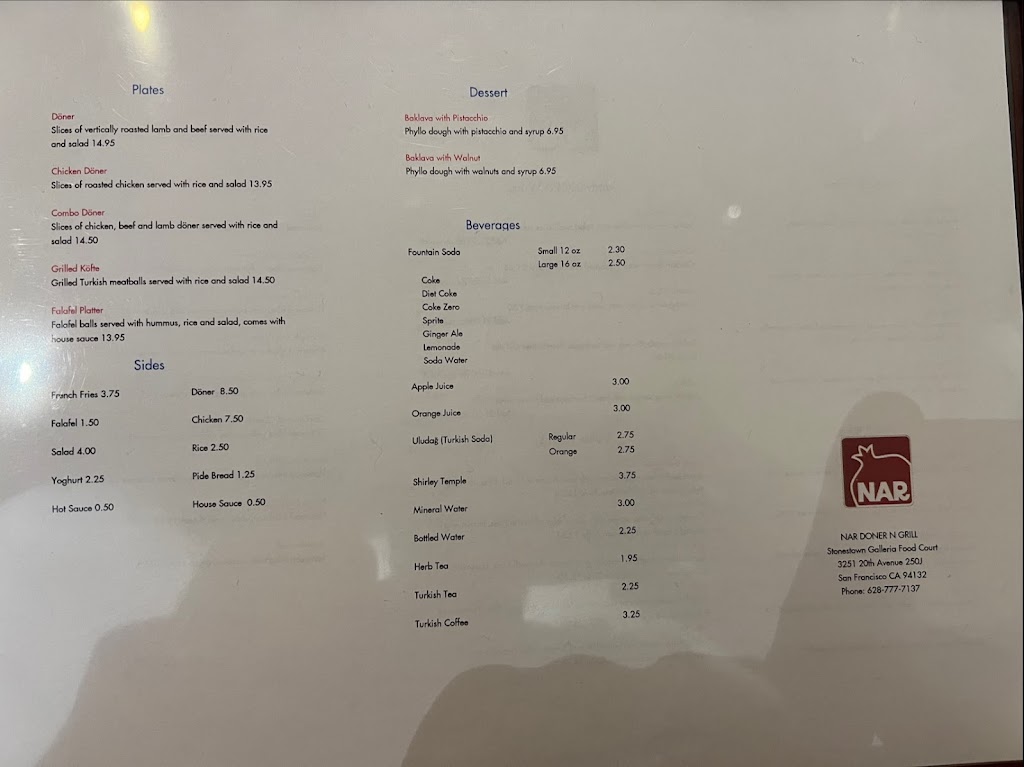 Plates
Döner
Slices of vertically roasted lamb and beef served with rice
and salad 14.95
Chicken Döner
Slices of roasted chicken served with rice and salad 13.95
Combo Döner
Slices of chicken, beef and lamb döner served with rice and
salad 14.50
Grilled Köfte
Grilled Turkish meatballs served with rice and salad 14.50
Falafel Platter
Falafel balls served with hummus, rice and salad, comes with
house sauce 13.95
Sides
French Fries 3.75
Döner 8.50
Falafel 1.50
Chicken 7.50
Salad 4.00
Rice 2.50
Yoghurt 2.25
Pide Bread 1.25
Hot Sauce 0.50
House Sauce 0.50
Dessert
Baklava with Pistacchio
Phyllo dough with pistacchio and syrup 6.95
Baklava with Walnut
Phyllo dough with walnuts and syrup 6.95
Beverages
Fountain Soda Small 12 oz 2.30
Large 16 oz 2.50
Coke
Diet Coke
Coke Zero
Sprite
Ginger Ale
Lemonade
Soda Water
Apple Juice 3.00
Orange Juice 3.00
Uludağ (Turkish Soda) Regular 2.75
Orange 2.75
Shirley Temple 3.75
Mineral Water 3.00
Bottled Water 2.25
Herb Tea 1.95
Turkish Tea 2.25
Turkish Coffee 3.25
NAR
NAR DONER N GRILL
Stonestown Galleria Food Court
3251 20th Avenue 250J
San Francisco CA 94132
Phone: 628-777-7137